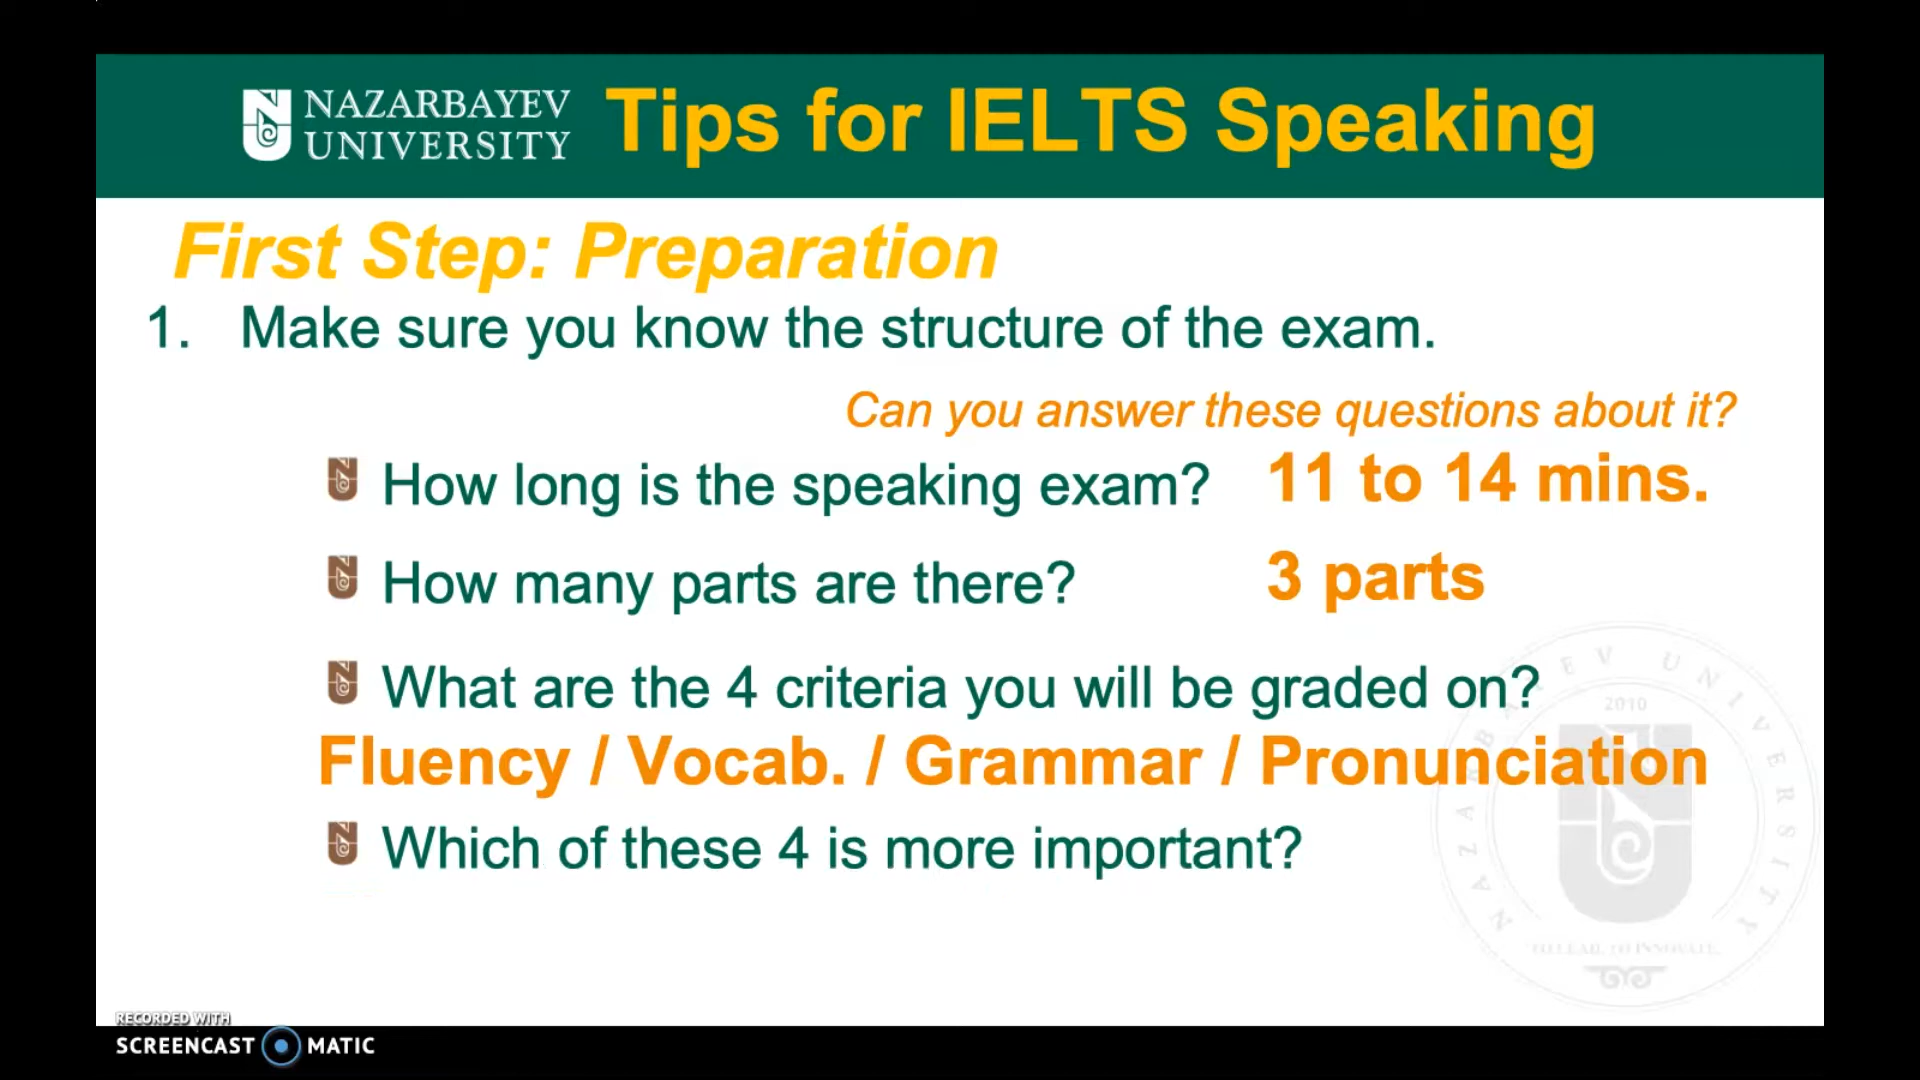 NAZARBAYEV
UNIVERSITY
Tips for IELTS Speaking
First Step: Preparation
1. Make sure you know the structure of the exam.
Can you answer these questions about it?
How long is the speaking exam? 11 to 14 mins.
How many parts are there? 3 parts
What are the 4 criteria you will be graded on?
Fluency / Vocab. / Grammar / Pronunciation
Which of these 4 is more important?
NAZARBAYEV UNIVERSITY
2010
RECORDED WITH
SCREENCAST MATIC